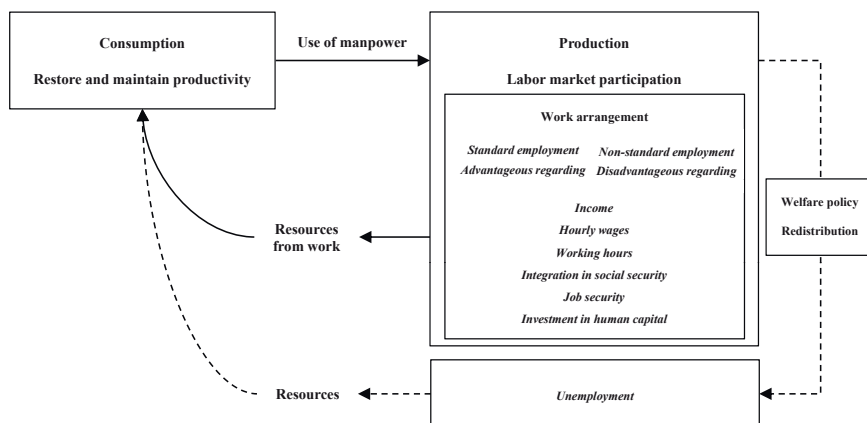 Consumption
Restore and maintain productivity
Use of manpower
Production
Labor market participation
Work arrangement
Standard employment
Advantageous regarding
Non-standard employment
Disadvantageous regarding
Income
Hourly wages
Working hours
Integration in social security
Job security
Investment in human capital
Welfare policy
Redistribution
Resources
from work
Resources
Unemployment